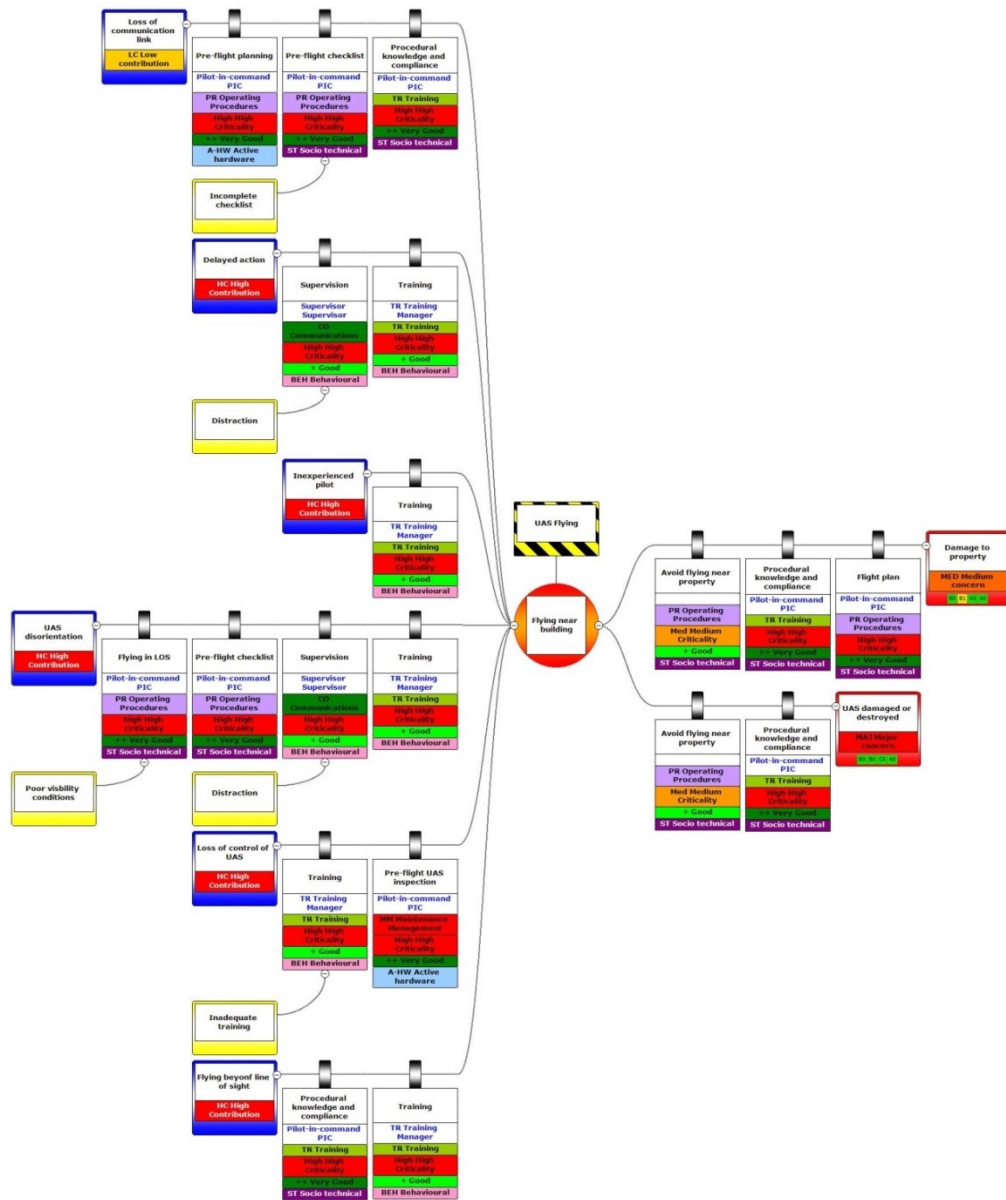 Loss of
communication
link
LC Low
contribution
Pre-flight planning
Pilot-in-command
PIC
PR Operating
Procedures
High High
Criticality
++ Very Good
A-HW Active
hardware
Pre-flight checklist
Pilot-in-command
PIC
PR Operating
Procedures
High High
Criticality
++ Very Good
ST Socio technical
Procedural
knowledge and
compliance
Pilot-in-command
PIC
TR Training
High High
Criticality
++ Very Good
ST Socio technical
Incomplete
checklist
Delayed action
HC High
Contribution
Supervision
Supervisor
Supervisor
CO
Communications
High High
Criticality
+ Good
BEH Behavioural
Training
TR Training
Manager
TR Training
High High
Criticality
+ Good
BEH Behavioural
Distraction
Inexperienced
pilot
HC High
Contribution
Training
TR Training
Manager
TR Training
High High
Criticality
+ Good
BEH Behavioural
UAS
disorientation
HC High
Contribution
Flying in LOS
Pilot-in-command
PIC
PR Operating
Procedures
High High
Criticality
++ Very Good
ST Socio technical
Pre-flight checklist
Pilot-in-command
PIC
PR Operating
Procedures
High High
Criticality
++ Very Good
ST Socio technical
Supervision
Supervisor
Supervisor
CO
Communications
High High
Criticality
+ Good
BEH Behavioural
Training
TR Training
Manager
TR Training
High High
Criticality
+ Good
BEH Behavioural
Poor visbility
conditions
Distraction
Loss of control of
UAS
HC High
Contribution
Training
TR Training
Manager
TR Training
High High
Criticality
+ Good
BEH Behavioural
Pre-flight UAS
inspection
Pilot-in-command
PIC
MM Maintenance
Management
High High
Criticality
++ Very Good
A-HW Active
hardware
Inadequate
training
Flying beyonf line
of sight
HC High
Contribution
Procedural
knowledge and
compliance
Pilot-in-command
PIC
TR Training
High High
Criticality
++ Very Good
ST Socio technical
Training
TR Training
Manager
TR Training
High High
Criticality
+ Good
BEH Behavioural
UAS Flying
Flying near
building
Avoid flying near
property
PR Operating
Procedures
Med Medium
Criticality
+ Good
ST Socio technical
Procedural
knowledge and
compliance
Pilot-in-command
PIC
TR Training
High High
Criticality
++ Very Good
ST Socio technical
Flight plan
Pilot-in-command
PIC
PR Operating
Procedures
High High
Criticality
++ Very Good
ST Socio technical
Damage to
property
MED Medium
concern
Avoid flying near
property
PR Operating
Procedures
Med Medium
Criticality
+ Good
ST Socio technical
Procedural
knowledge and
compliance
Pilot-in-command
PIC
TR Training
High High
Criticality
++ Very Good
ST Socio technical
UAS damaged or
destroyed
MAJ Major
concern